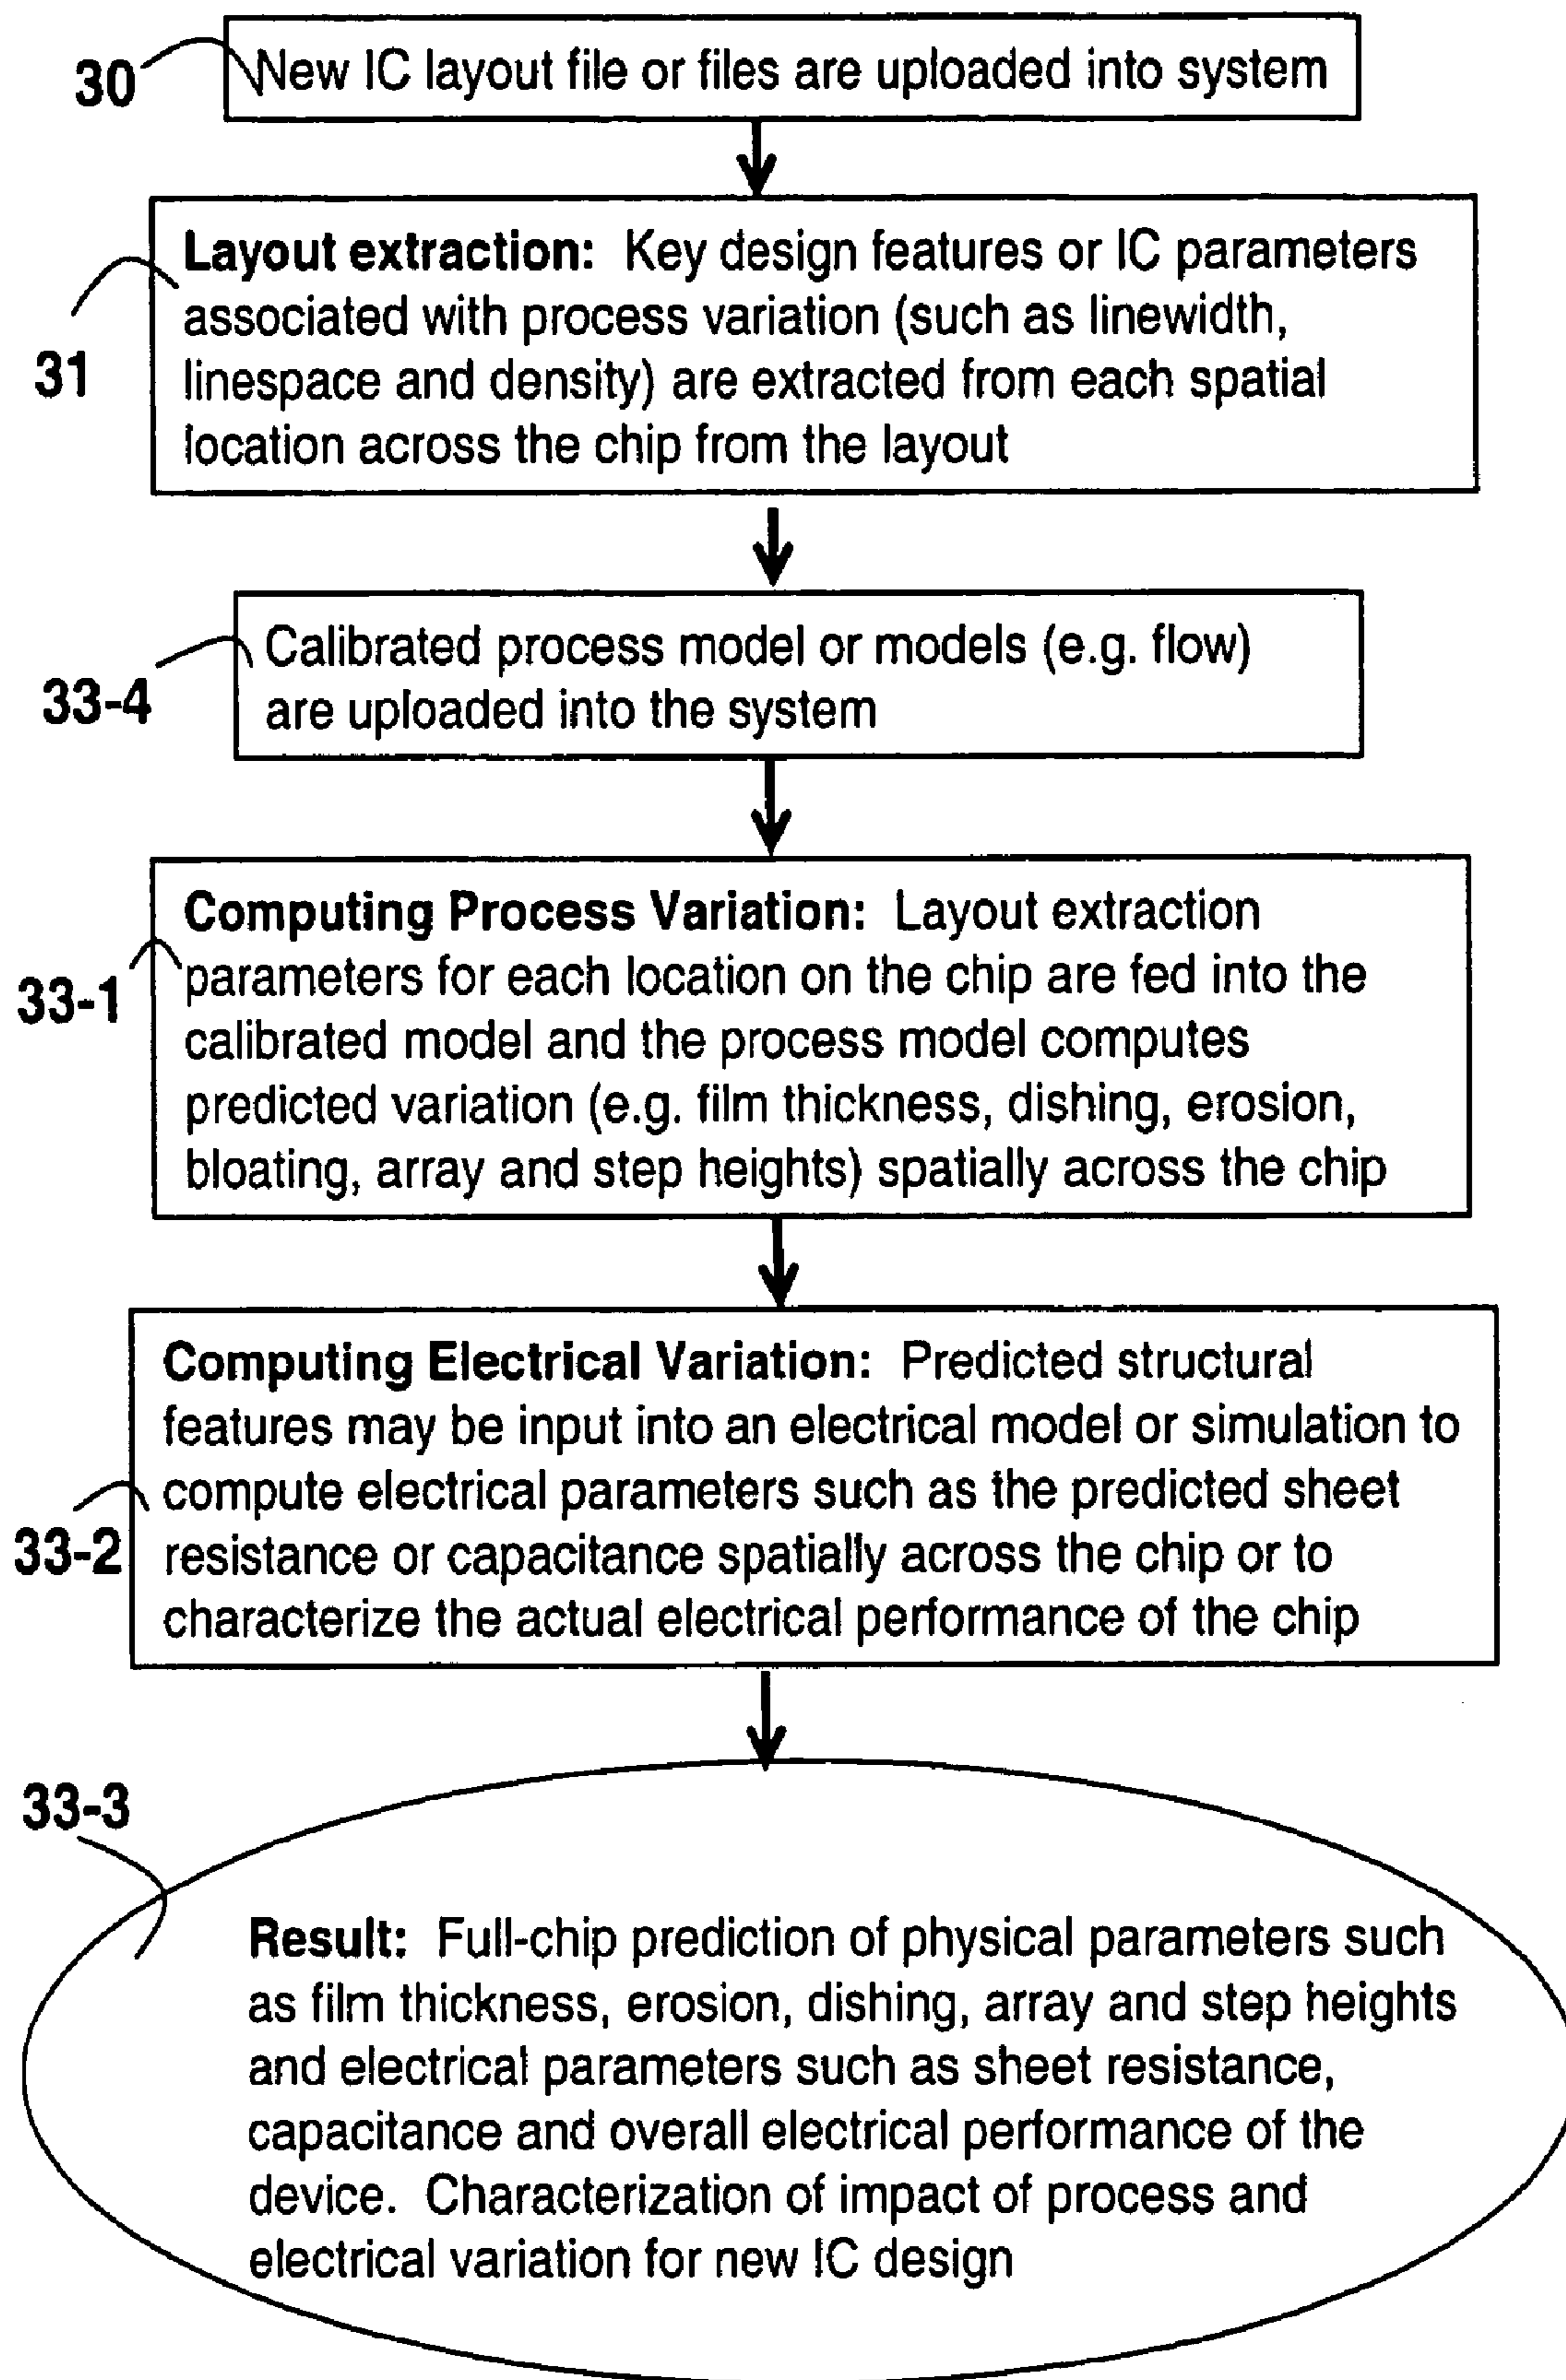 30
New IC layout file or files are uploaded into system
Layout extraction: Key design features or IC parameters
associated with process variation (such as linewidth,
linespace and density) are extracted from each spatial
location across the chip from the layout
31
Calibrated process model or models (e.g. flow)
are uploaded into the system
33-4
Computing Process Variation: Layout extraction
parameters for each location on the chip are fed into the
calibrated model and the process model computes
predicted variation (e.g. film thickness, dishing, erosion,
bloating, array and step heights) spatially across the chip
33-1
Computing Electrical Variation: Predicted structural
features may be input into an electrical model or simulation to
compute electrical parameters such as the predicted sheet
resistance or capacitance spatially across the chip or to
characterize the actual electrical performance of the chip
33-2
33-3
Result: Full-chip prediction of physical parameters such
as film thickness, erosion, dishing, array and step heights
and electrical parameters such as sheet resistance,
capacitance and overall electrical performance of the
device. Characterization of impact of process and
electrical variation for new IC design